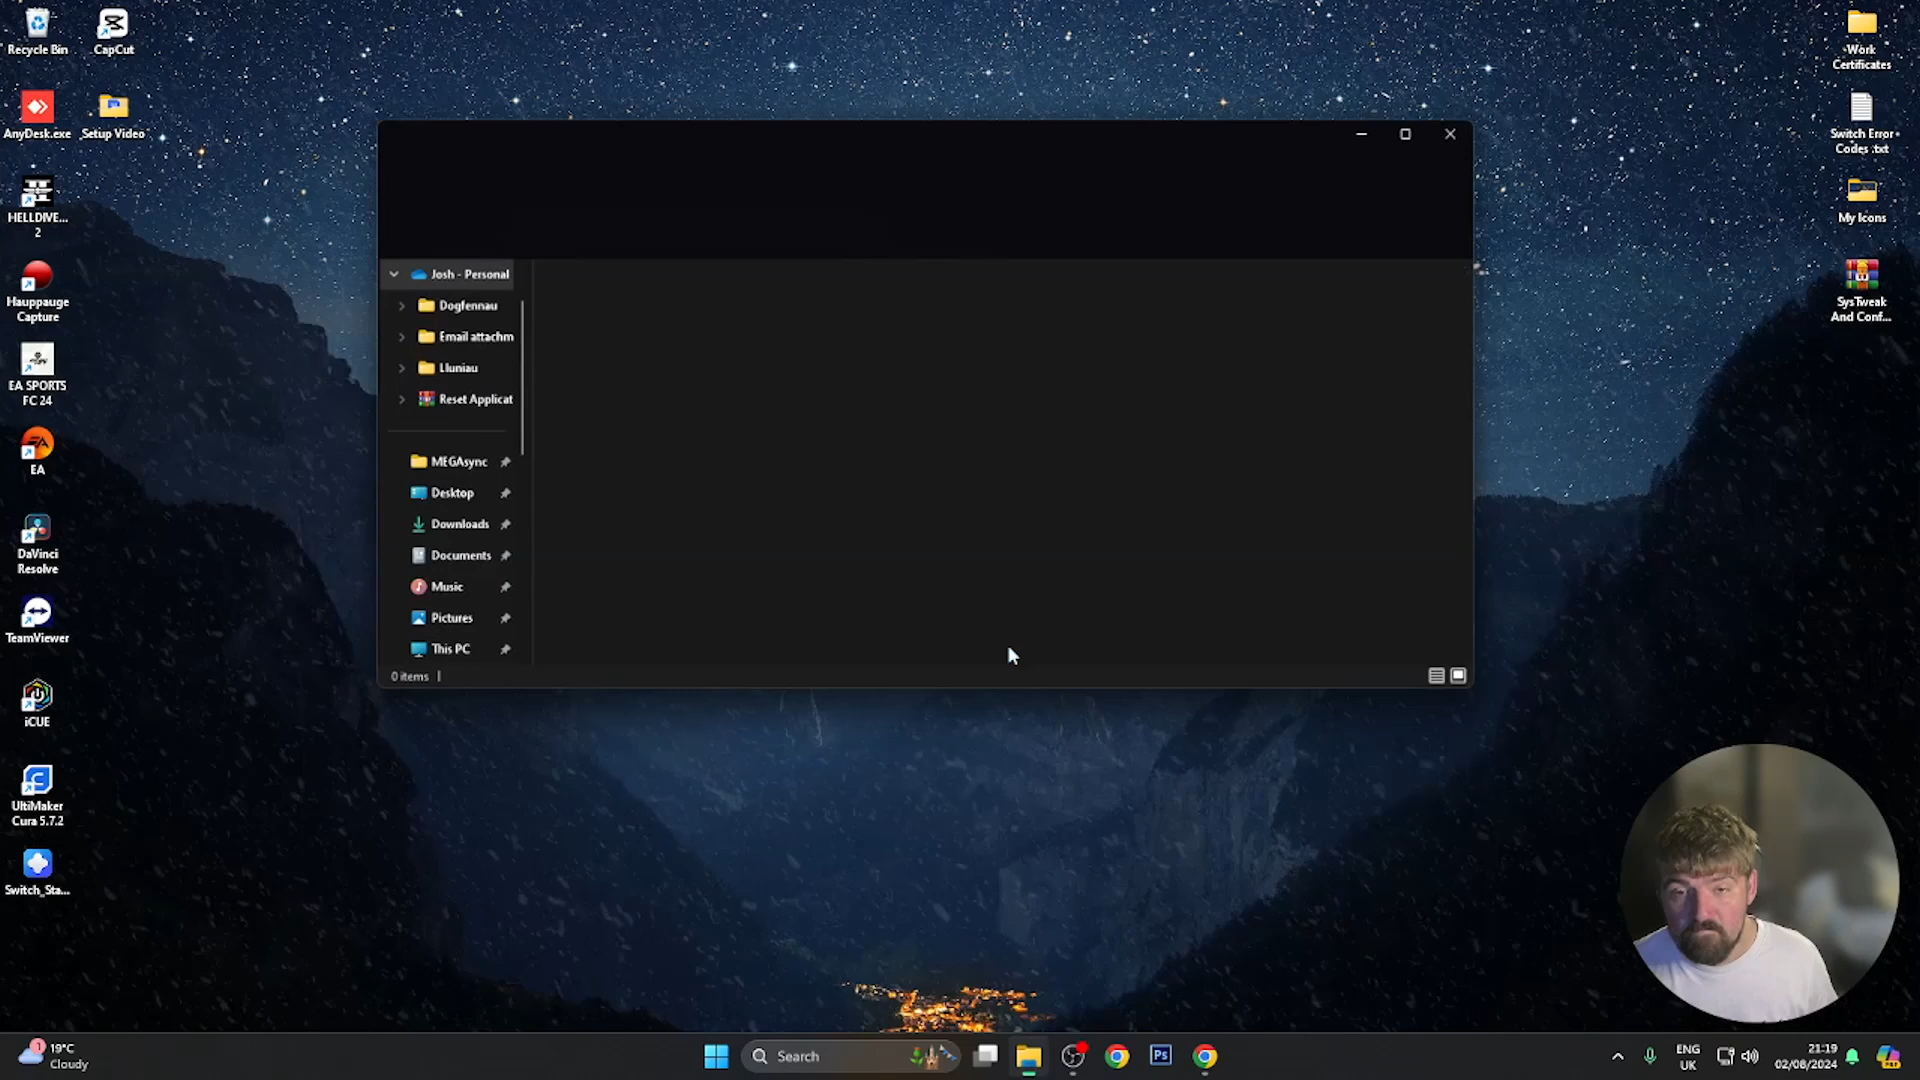 Recycle Bin
CapCut
AnyDesk.exe
Setup Video
HELLDIVE...
2
Hauppauge
Capture
EA SPORTS
FC 24
EA
DaVinci
Resolve
TeamViewer
iCUE
UltiMaker
Cura 5.7.2
Switch_Sta...
Josh - Personal
Dogfennau
Email attachm
Lluniau
Reset Applicat
MEGAsync
Desktop
Downloads
Documents
Music
Pictures
This PC
0 items
Work
Certificates
Switch Error
Codes .txt
My Icons
SysTweak
And Conf...
1
19°C
Cloudy
Search
Ps
ENG
UK
21:19
02/08/2024